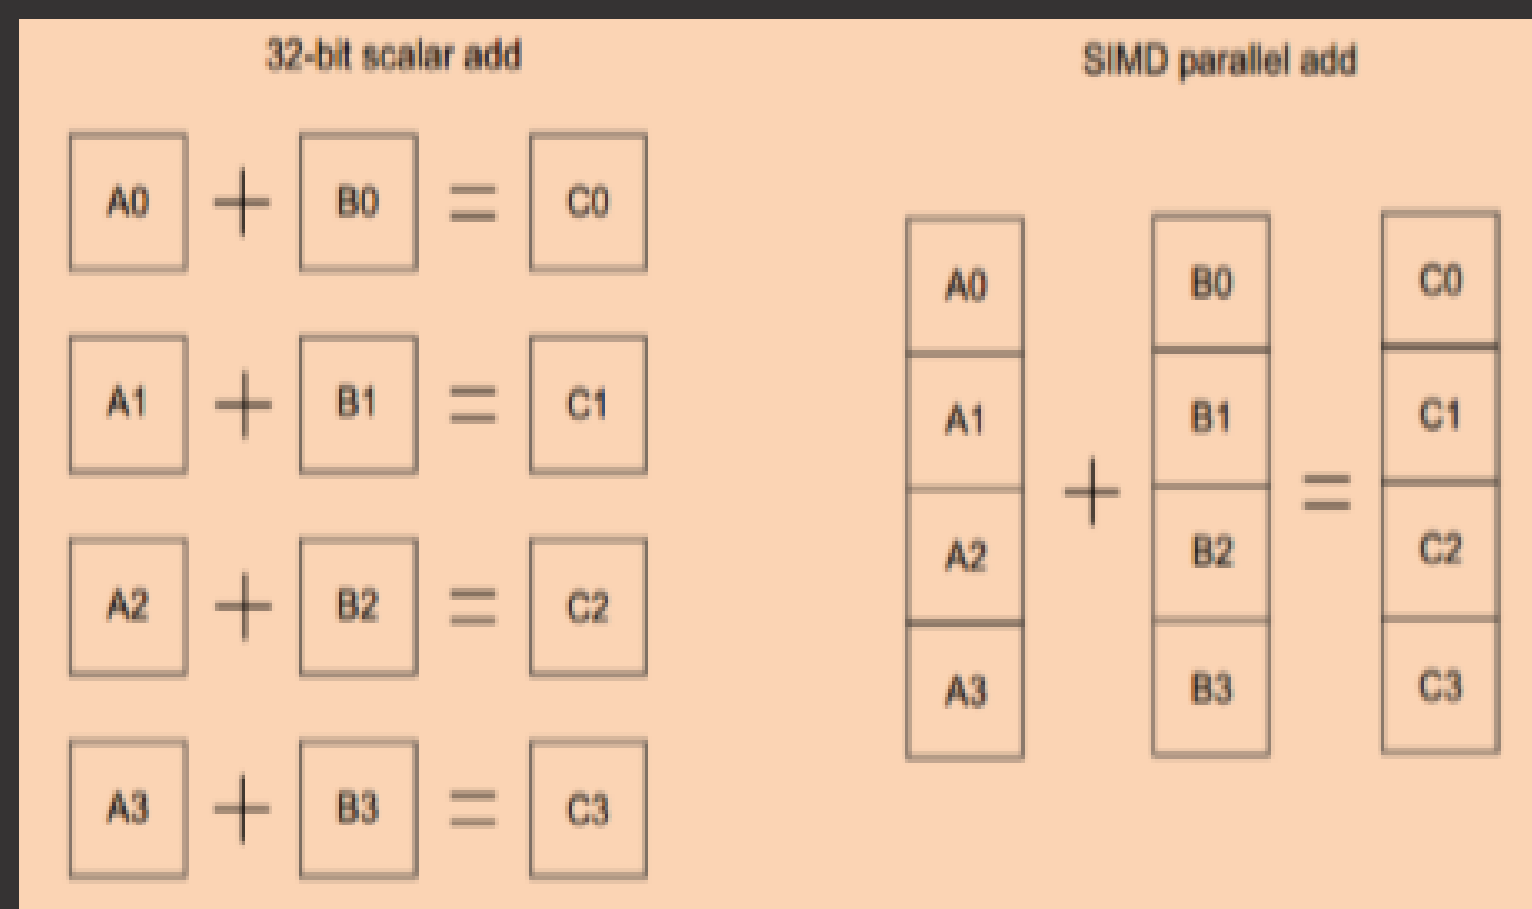 32-bit scalar add
A0 + B0 = C0
A1 + B1 = C1
A2 + B2 = C2
A3 + B3 = C3
SIMD parallel add
A0 B0 C0
A1 B1 C1
+ =
A2 B2 C2
A3 B3 C3